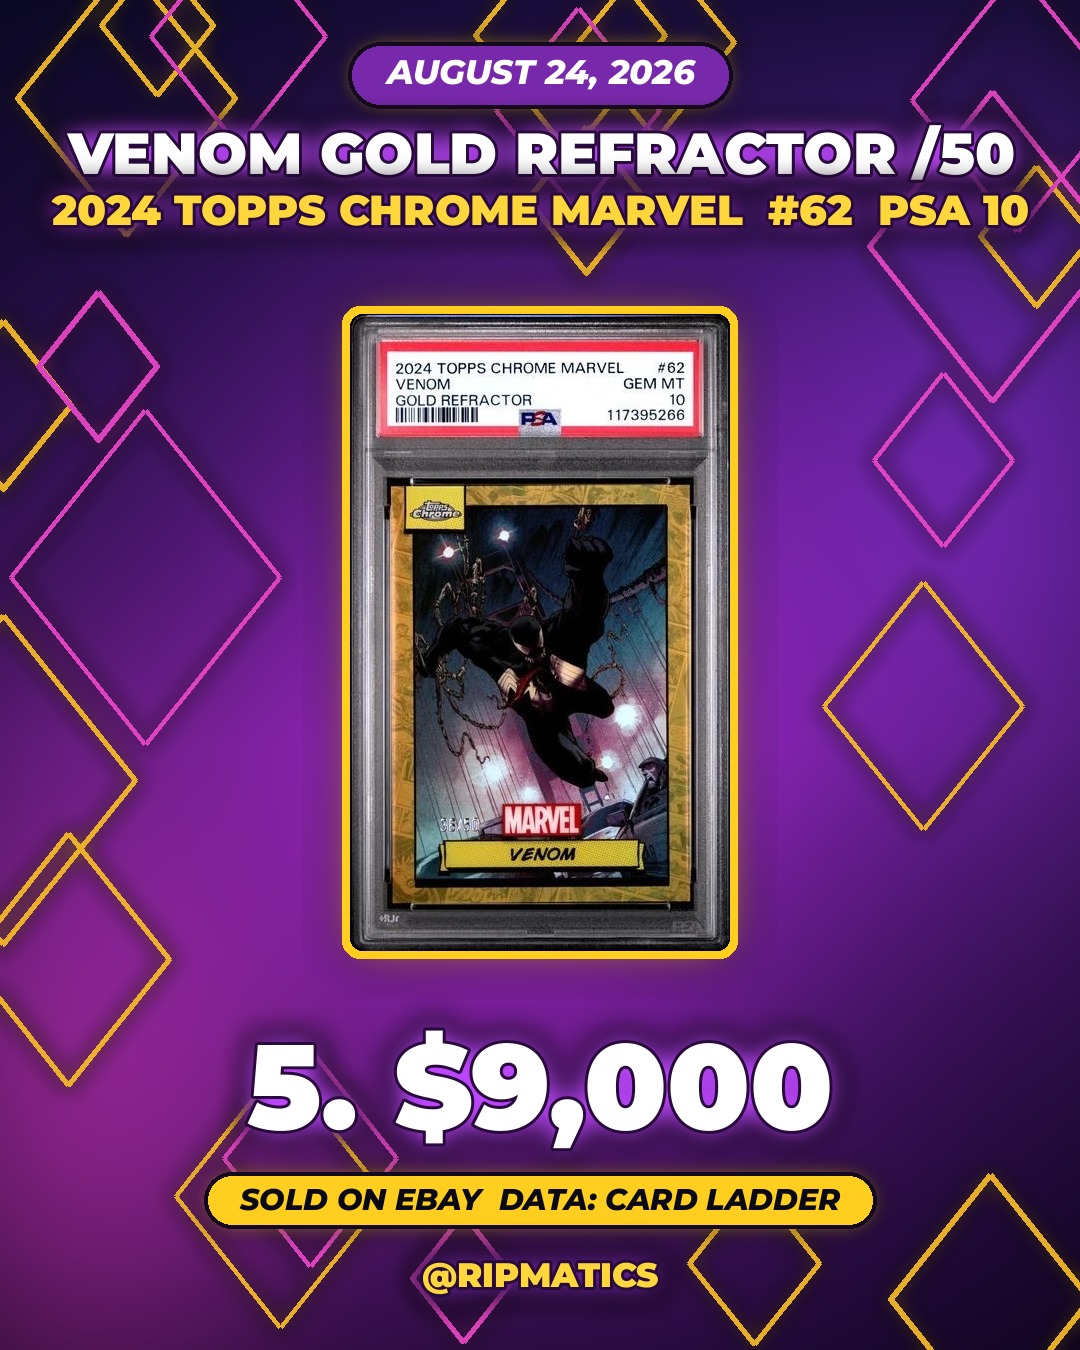 AUGUST 24, 2026
VENOM GOLD REFRACTOR /50
2024 TOPPS CHROME MARVEL #62 PSA 10
2024 TOPPS CHROME MARVEL #62
VENOM GEM MT
GOLD REFRACTOR 10
PSA 117395266
TOPPS
Chrome
MARVEL
VENOM
5. $9,000
SOLD ON EBAY DATA: CARD LADDER
@RIPMATICS